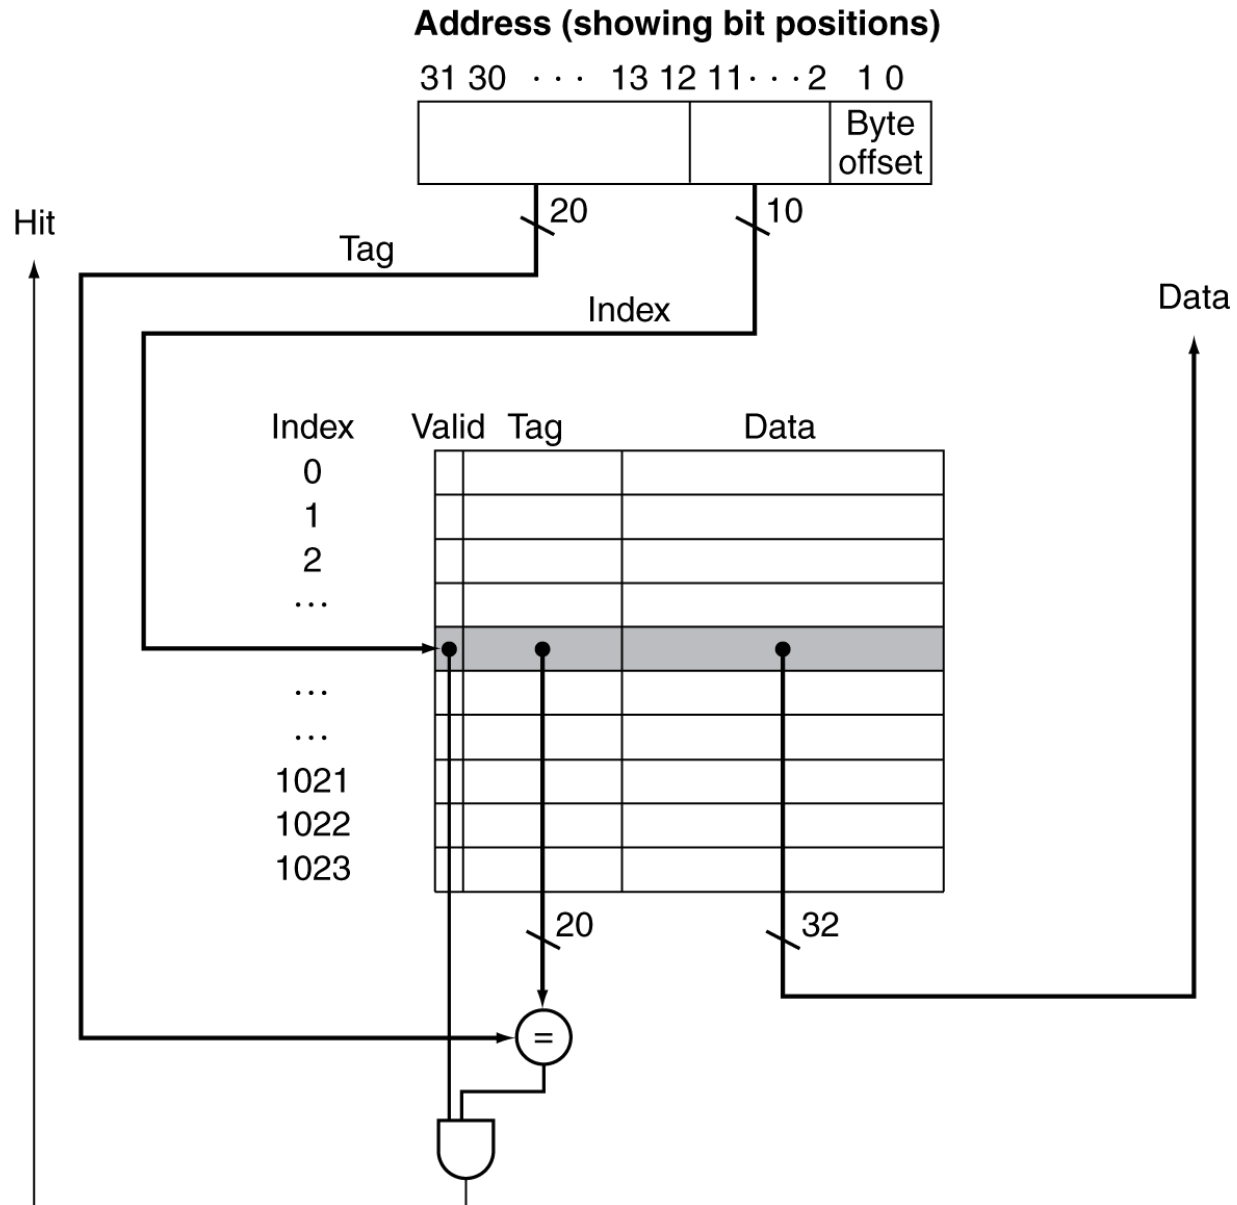 Address (showing bit positions)
31 30 · · · 13 12 11 · · · 2 1 0
Byte
offset
20
10
Hit
Tag
Index
Data
Index Valid Tag Data
0
1
2
...
...
...
1021
1022
1023
20
32
=